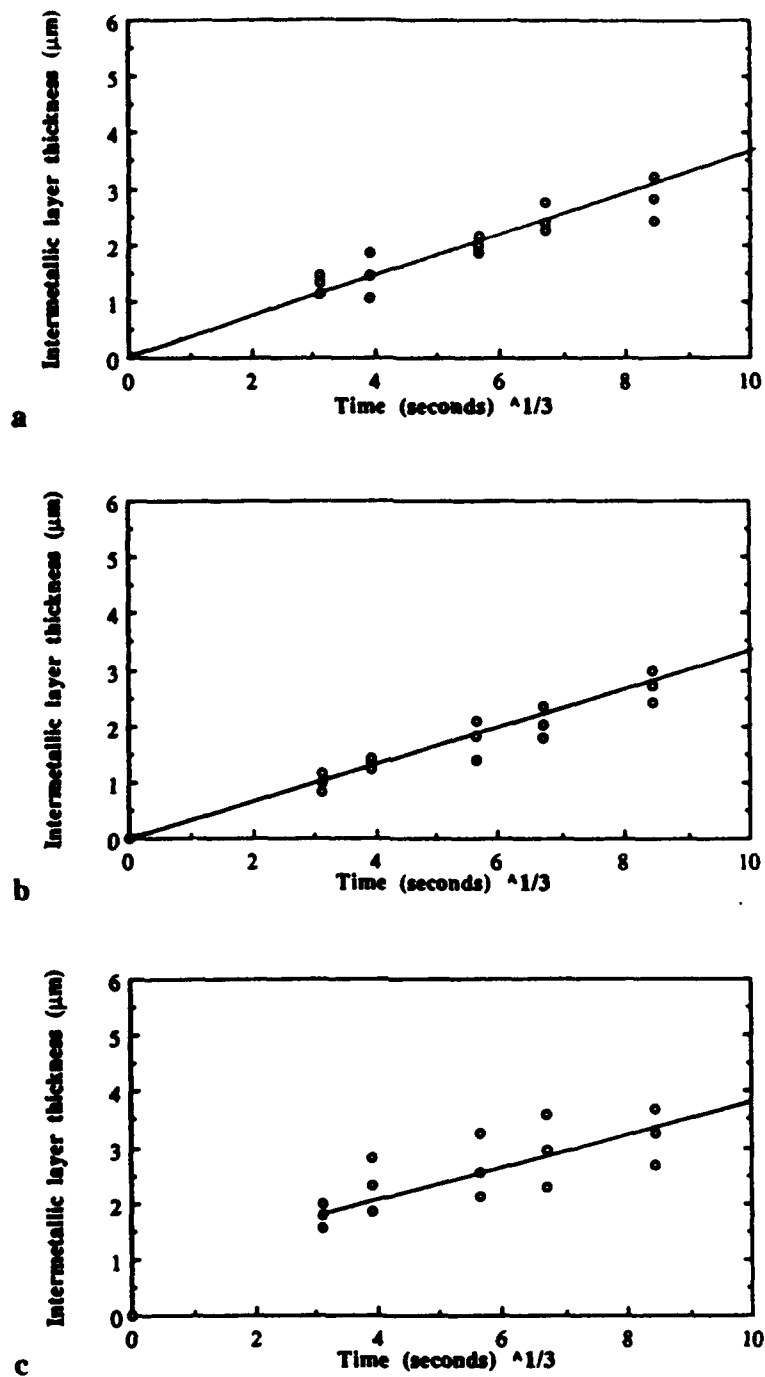 Intermetallic layer thickness (μm)
6
5
4
3
2
1
0
0 2 4 6 8 10
Time (seconds) ^1/3
a
Intermetallic layer thickness (μm)
6
5
4
3
2
1
0
0 2 4 6 8 10
Time (seconds) ^1/3
b
Intermetallic layer thickness (μm)
6
5
4
3
2
1
0
0 2 4 6 8 10
Time (seconds) ^1/3
c